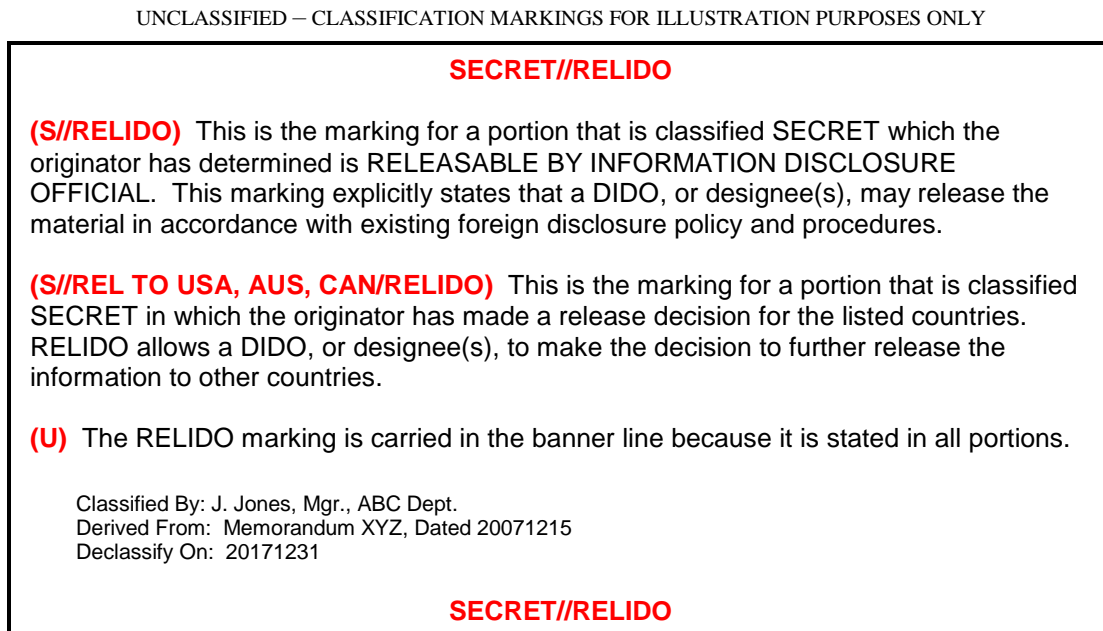 UNCLASSIFIED – CLASSIFICATION MARKINGS FOR ILLUSTRATION PURPOSES ONLY
SECRET//RELIDO
(S//RELIDO) This is the marking for a portion that is classified SECRET which the
originator has determined is RELEASABLE BY INFORMATION DISCLOSURE
OFFICIAL. This marking explicitly states that a DIDO, or designee(s), may release the
material in accordance with existing foreign disclosure policy and procedures.
(S//REL TO USA, AUS, CAN/RELIDO) This is the marking for a portion that is classified
SECRET in which the originator has made a release decision for the listed countries.
RELIDO allows a DIDO, or designee(s), to make the decision to further release the
information to other countries.
(U) The RELIDO marking is carried in the banner line because it is stated in all portions.
Classified By: J. Jones, Mgr., ABC Dept.
Derived From: Memorandum XYZ, Dated 20071215
Declassify On: 20171231
SECRET//RELIDO